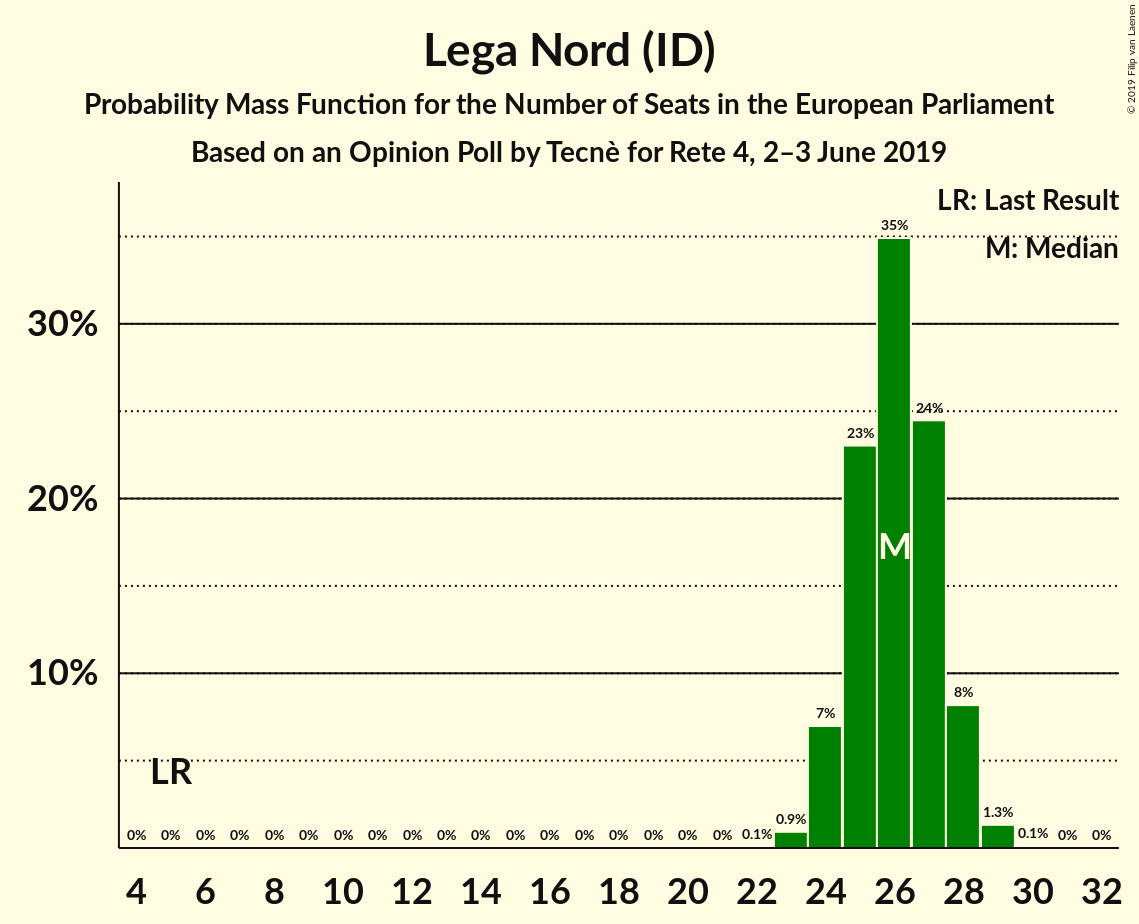 Lega Nord (ID)
Probability Mass Function for the Number of Seats in the European Parliament
Based on an Opinion Poll by Tecnè for Rete 4, 2–3 June 2019
© 2019 Filip van Laenen
LR: Last Result
M: Median
35%
30%
24%
23%
20%
M
10%
8%
7%
LR
0% 0% 0% 0% 0% 0% 0% 0% 0% 0% 0% 0% 0% 0% 0% 0% 0% 0% 0.1% 0.9% 1.3% 0.1% 0% 0%
4 6 8 10 12 14 16 18 20 22 24 26 28 30 32